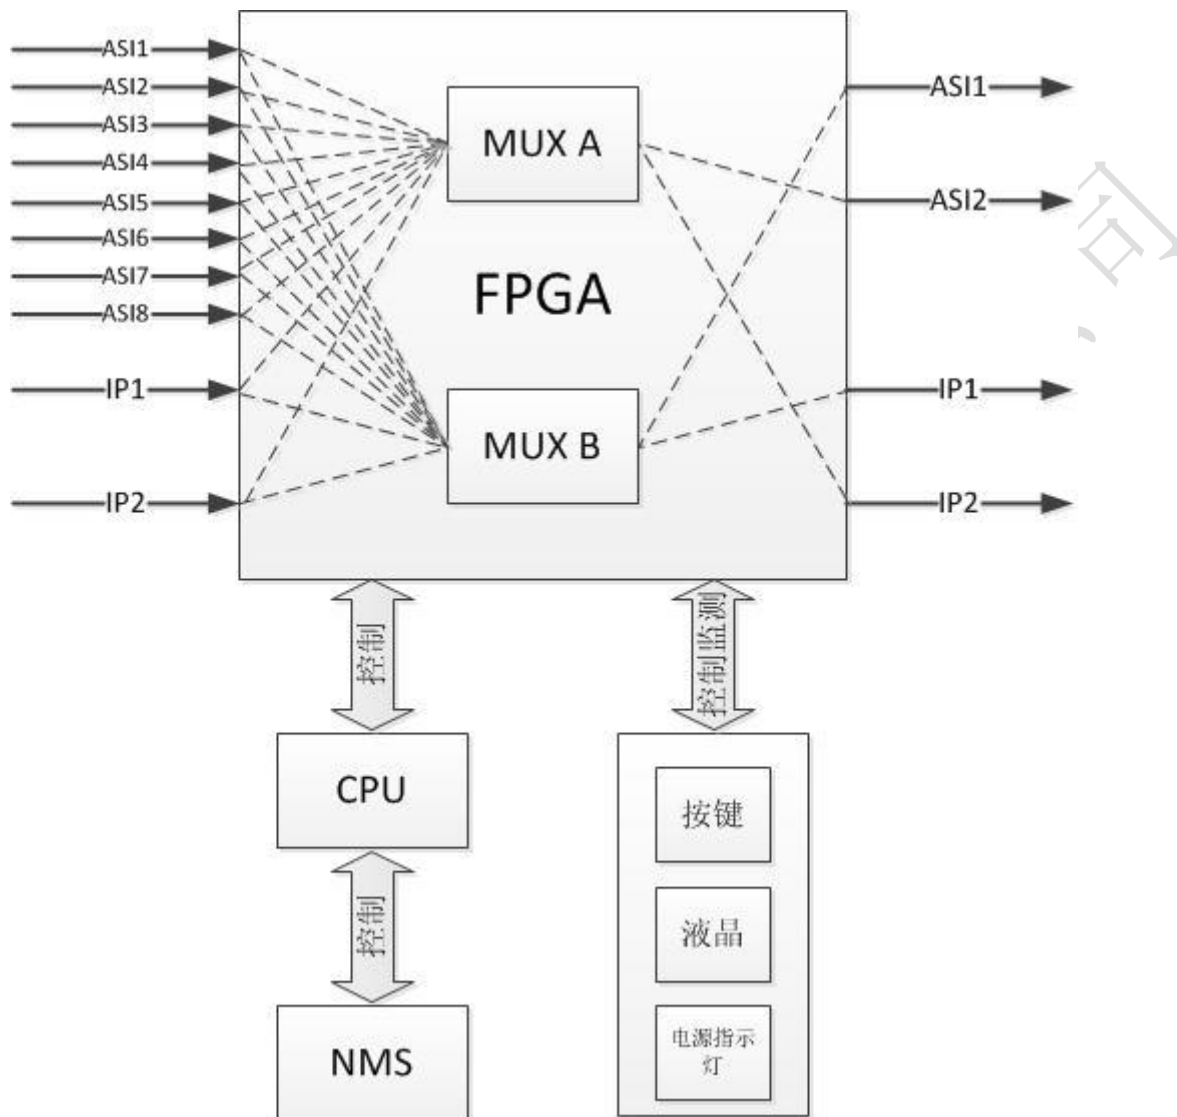 ASI1
ASI2
ASI3
ASI4
ASI5
ASI6
ASI7
ASI8
IP1
IP2
MUX A
FPGA
MUX B
ASI1
ASI2
IP1
IP2
控制
控制监测
CPU
控制
NMS
按键
液晶
电源指示
灯